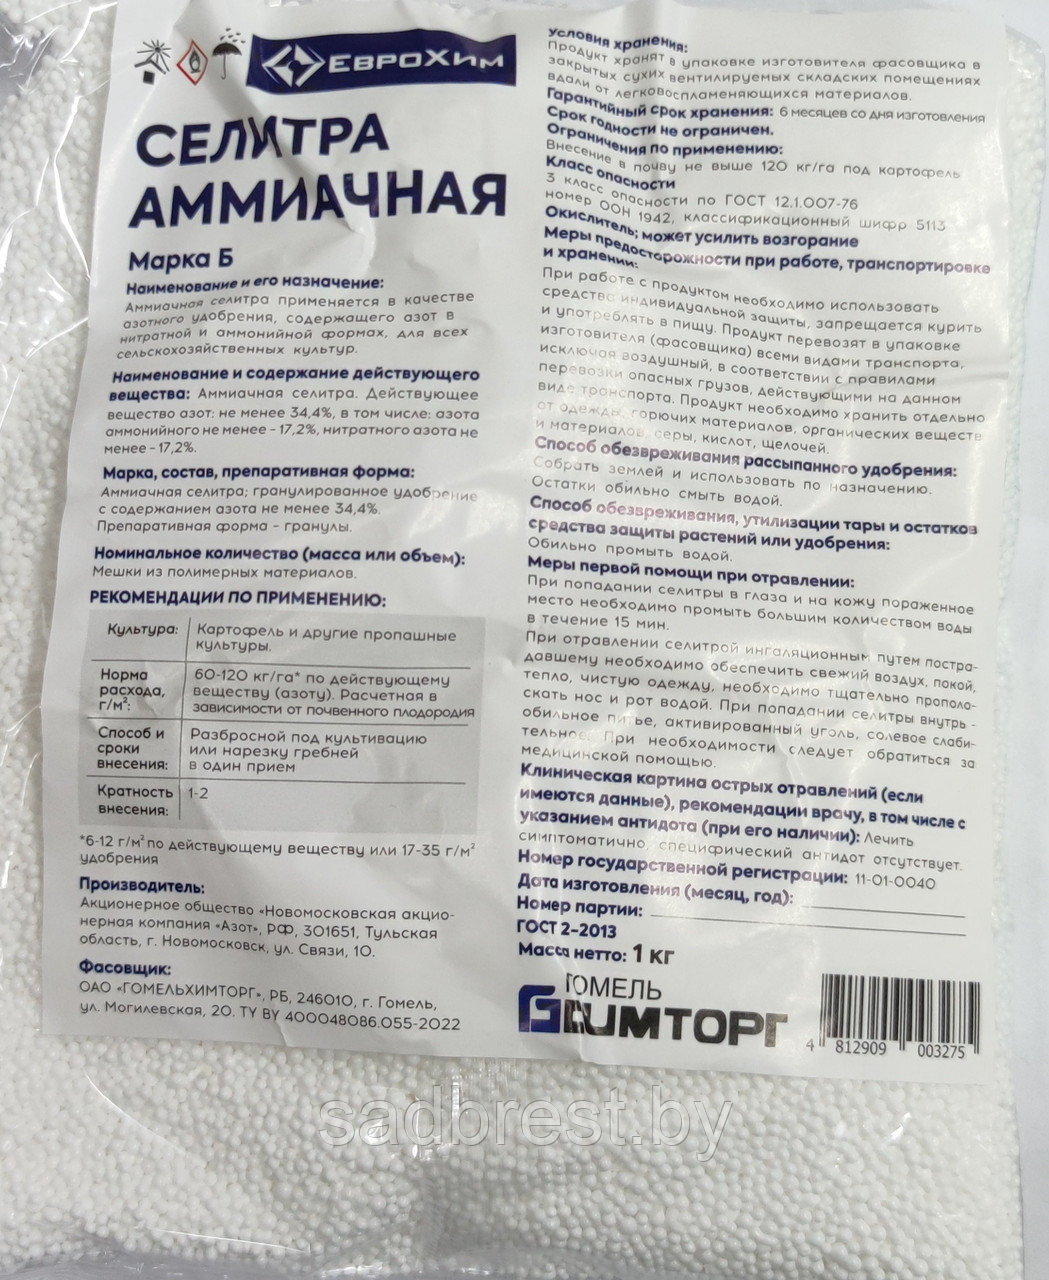 ЕВРОХИМ
СЕЛИТРА
АММИАЧНАЯ
Марка Б
Наименование и его назначение:
Аммиачная селитра применяется в качестве
азотного удобрения, содержащего азот в
нитратной и аммонийной формах, для всех
сельскохозяйственных культур.
Наименование и содержание действующего
вещества: Аммиачная селитра. Действующее
вещество азот: не менее 34,4%, в том числе: азота
аммонийного не менее - 17,2%, нитратного азота не
менее - 17,2%.
Марка, состав, препаративная форма:
Аммиачная селитра; гранулированное удобрение
с содержанием азота не менее 34,4%.
Препаративная форма - гранулы.
Номинальное количество (масса или объем):
Мешки из полимерных материалов.
РЕКОМЕНДАЦИИ ПО ПРИМЕНЕНИЮ:
Культура: Картофель и другие пропашные
культуры.
Норма расхода, г/м²: 60-120 кг/га* по действующему
веществу (азоту). Расчетная в
зависимости от почвенного плодородия
Способ и сроки внесения: Разбросной под культивацию
или нарезку гребней
в один прием
Кратность внесения: 1-2
*6-12 г/м² по действующему веществу или 17-35 г/м²
удобрения
Производитель:
Акционерное общество «Новомосковская акцио-
нерная компания «Азот», РФ, 301651, Тульская
область, г. Новомосковск, ул. Связи, 10.
Фасовщик:
ОАО «ГОМЕЛЬХИМТОРГ», РБ, 246010, г. Гомель,
ул. Могилевская, 20. TY BY 400048086.055-2022
Условия хранения:
Продукт хранят в упаковке изготовителя фасовщика в
закрытых сухих вентилируемых складских помещениях
вдали от легковоспламеняющихся материалов.
Гарантийный срок хранения: 6 месяцев со дня изготовления
Срок годности не ограничен.
Ограничения по применению:
Внесение в почву не выше 120 кг/га под картофель
Класс опасности
3 класс опасности по ГОСТ 12.1.007-76
номер ООН 1942, классификационный шифр 5113
Окислитель; может усилить возгорание
Меры предосторожности при работе, транспортировке
и хранении:
При работе с продуктом необходимо использовать
средства индивидуальной защиты, запрещается курить
и употреблять в пищу. Продукт перевозят в упаковке
изготовителя (фасовщика) всеми видами транспорта,
исключая воздушный, в соответствии с правилами
перевозки опасных грузов, действующими на данном
виде транспорта. Продукт необходимо хранить отдельно
от одежды, горючих материалов, органических веществ
и материалов, серы, кислот, щелочей.
Способ обезвреживания рассыпанного удобрения:
Собрать землей и использовать по назначению.
Остатки обильно смыть водой.
Способ обезвреживания, утилизации тары и остатков
средства защиты растений или удобрения:
Обильно промыть водой.
Меры первой помощи при отравлении:
При попадании селитры в глаза и на кожу пораженное
место необходимо промыть большим количеством воды
в течение 15 мин.
При отравлении селитрой ингаляционным путем постра-
давшему необходимо обеспечить свежий воздух, покой,
тепло, чистую одежду, необходимо тщательно прополо-
скать нос и рот водой. При попадании селитры внутрь -
обильное питье, активированный уголь, солевое слаби-
тельное. При необходимости следует обратиться за
медицинской помощью.
Клиническая картина острых отравлений (если
имеются данные), рекомендации врачу, в том числе с
указанием антидота (при его наличии): Лечить
симптоматично, специфический антидот отсутствует.
Номер государственной регистрации: 11-01-0040
Дата изготовления (месяц, год):
Номер партии:
ГОСТ 2-2013
Масса нетто: 1 кг
ГОМЕЛЬ
ХИМТОРГ
4 812909 003275
sadbrest.by